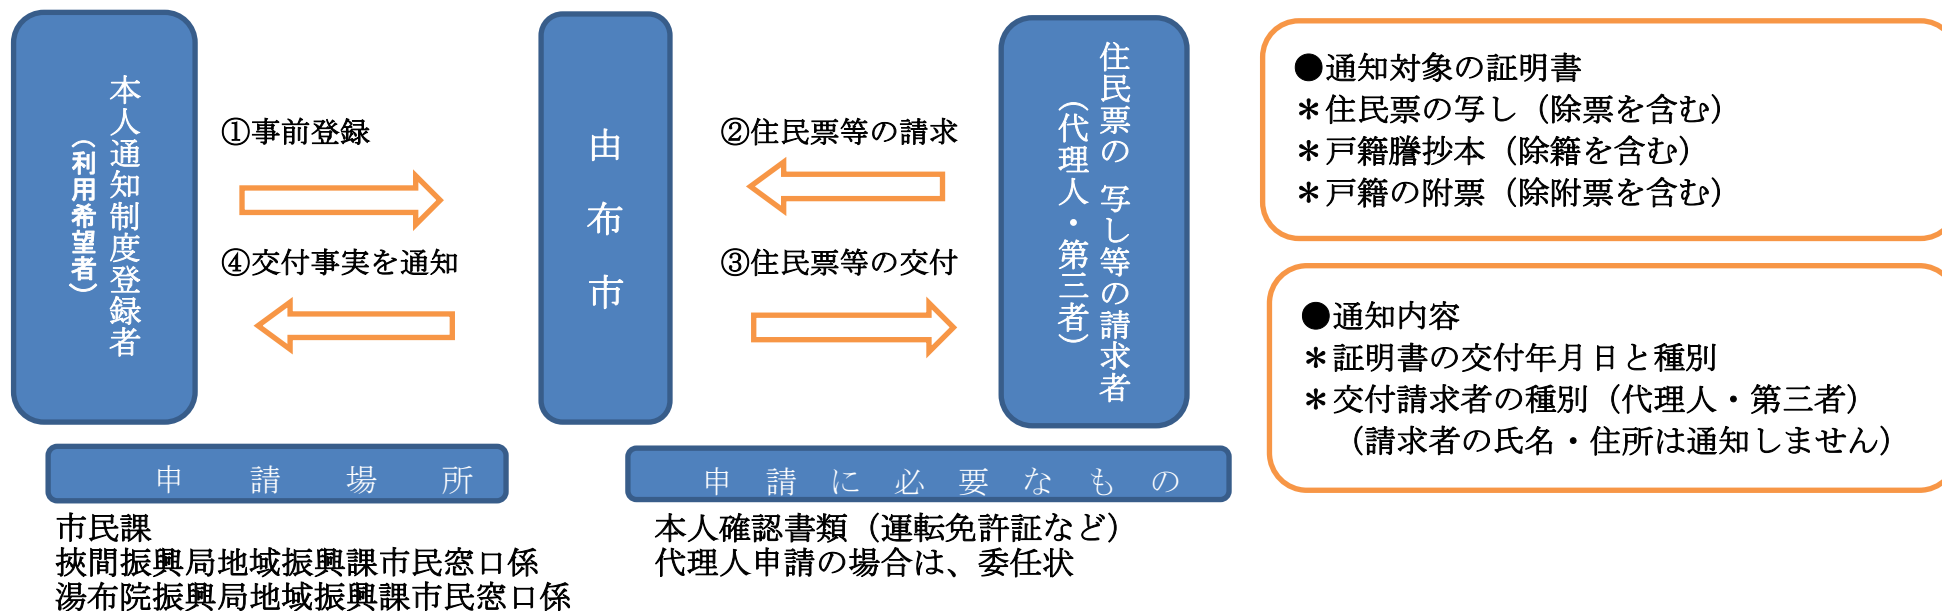 本人通知制度登録者
（利用希望者）
①事前登録
④交付事実を通知
由布市
②住民票等の請求
③住民票等の交付
住民票の 写し等の請求者
（代理人・第三者）
●通知対象の証明書
＊住民票の写し（除票を含む）
＊戸籍謄抄本（除籍を含む）
＊戸籍の附票（除附票を含む）
●通知内容
＊証明書の交付年月日と種別
＊交付請求者の種別（代理人・第三者）
（請求者の氏名・住所は通知しません）
申請場所
市民課
挾間振興局地域振興課市民窓口係
湯布院振興局地域振興課市民窓口係
申請に必要なもの
本人確認書類（運転免許証など）
代理人申請の場合は、委任状